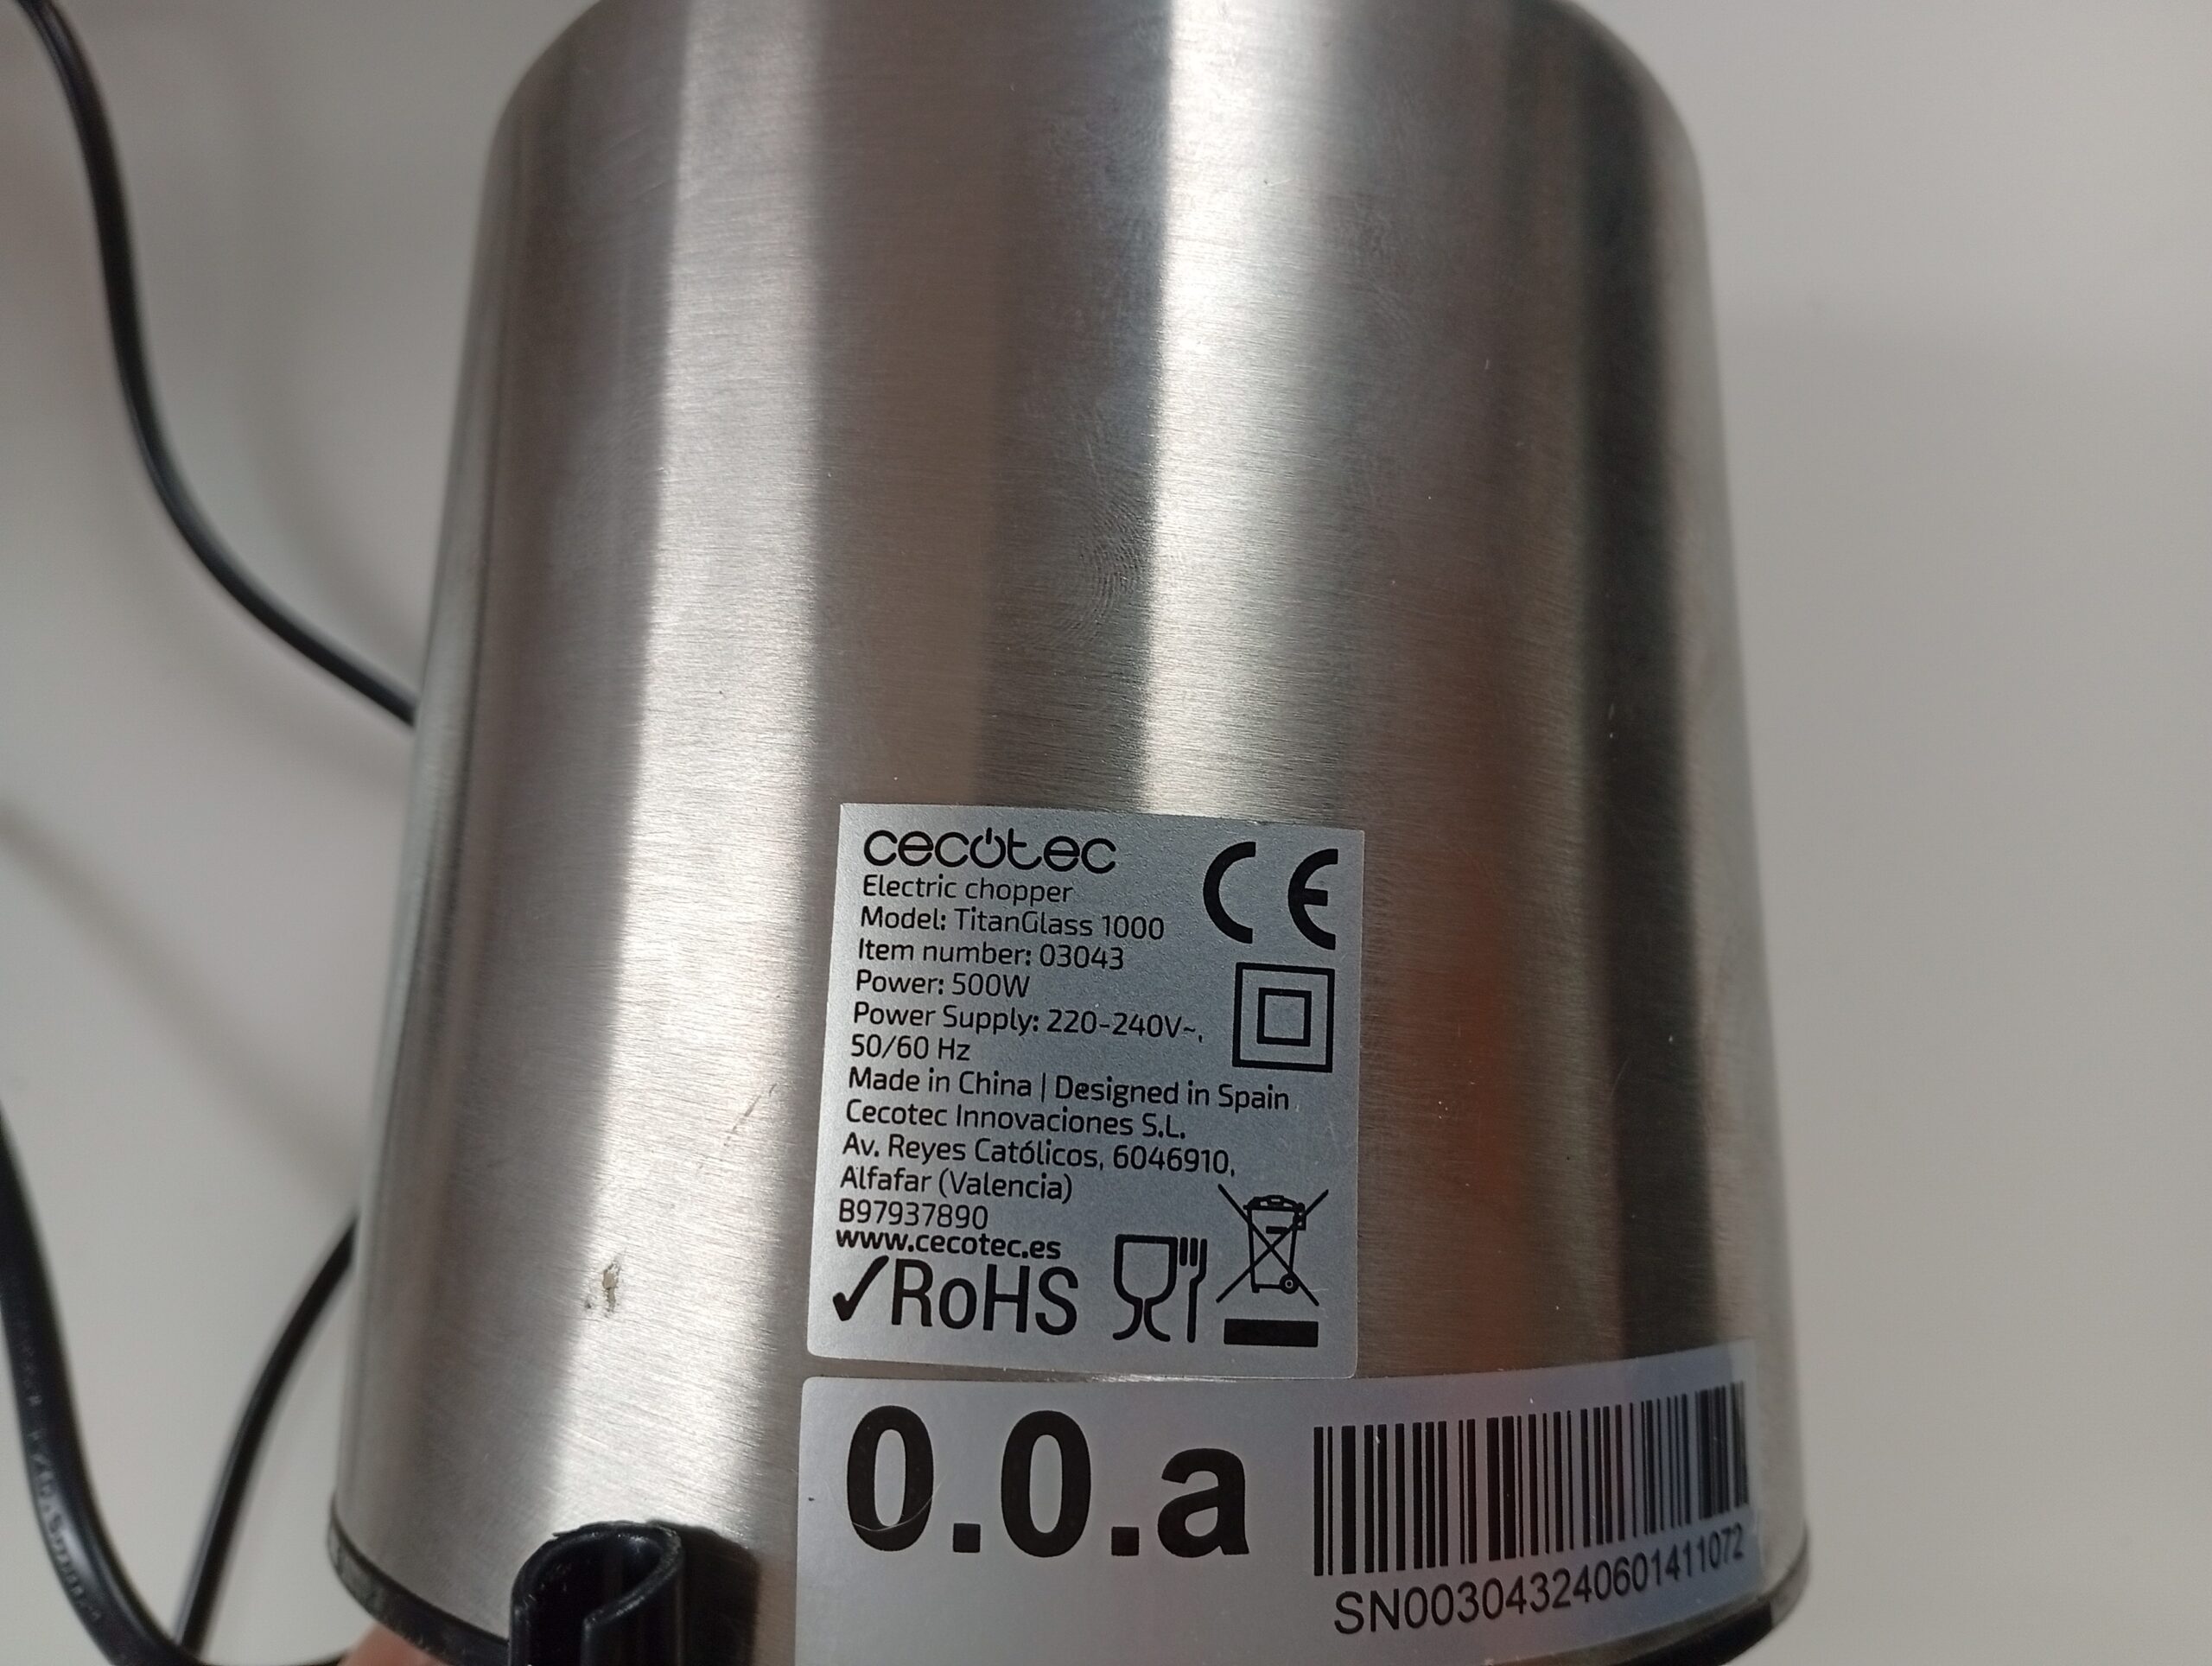 cecotec
Electric chopper
Model: TitanGlass 1000
Item number: 03043
Power: 500W
Power Supply: 220-240V~,
50/60 Hz
Made in China | Designed in Spain
Cecotec Innovaciones S.L.
Av. Reyes Católicos, 6046910,
Alfafar (Valencia)
B97937890
www.cecotec.es
✓RoHS
CE
0.0.a
SN003043240601411072